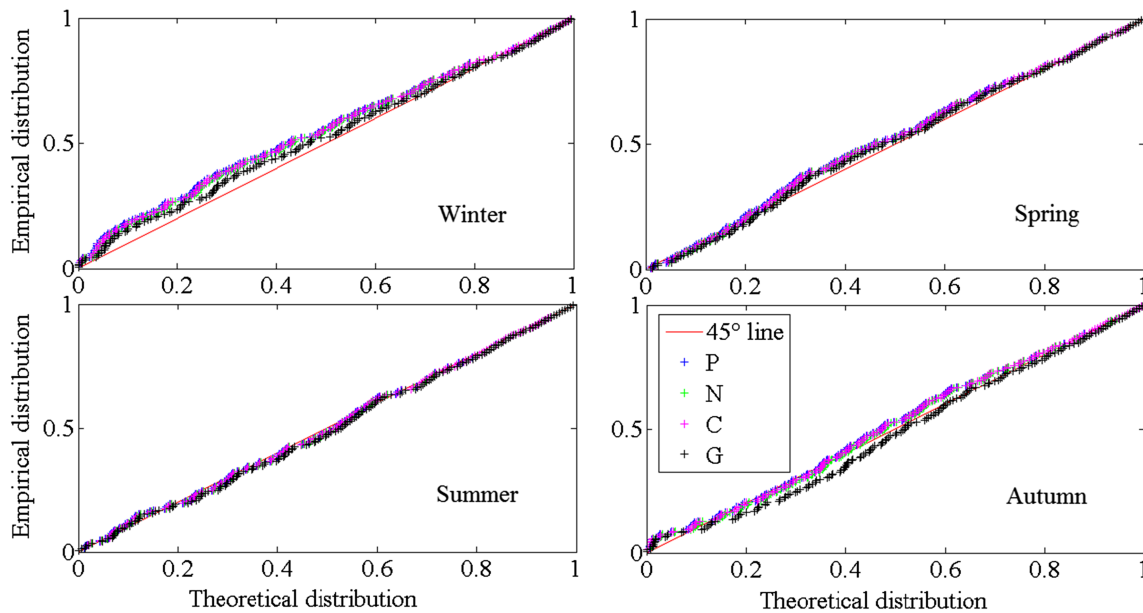 Empirical distribution
1
0.5
0
0 0.2 0.4 0.6 0.8 1
Winter
1
0.5
0
0 0.2 0.4 0.6 0.8 1
Spring
Empirical distribution
1
0.5
0
0 0.2 0.4 0.6 0.8 1
Theoretical distribution
Summer
1
0.5
0
0 0.2 0.4 0.6 0.8 1
Theoretical distribution
45° line
P
N
C
G
Autumn